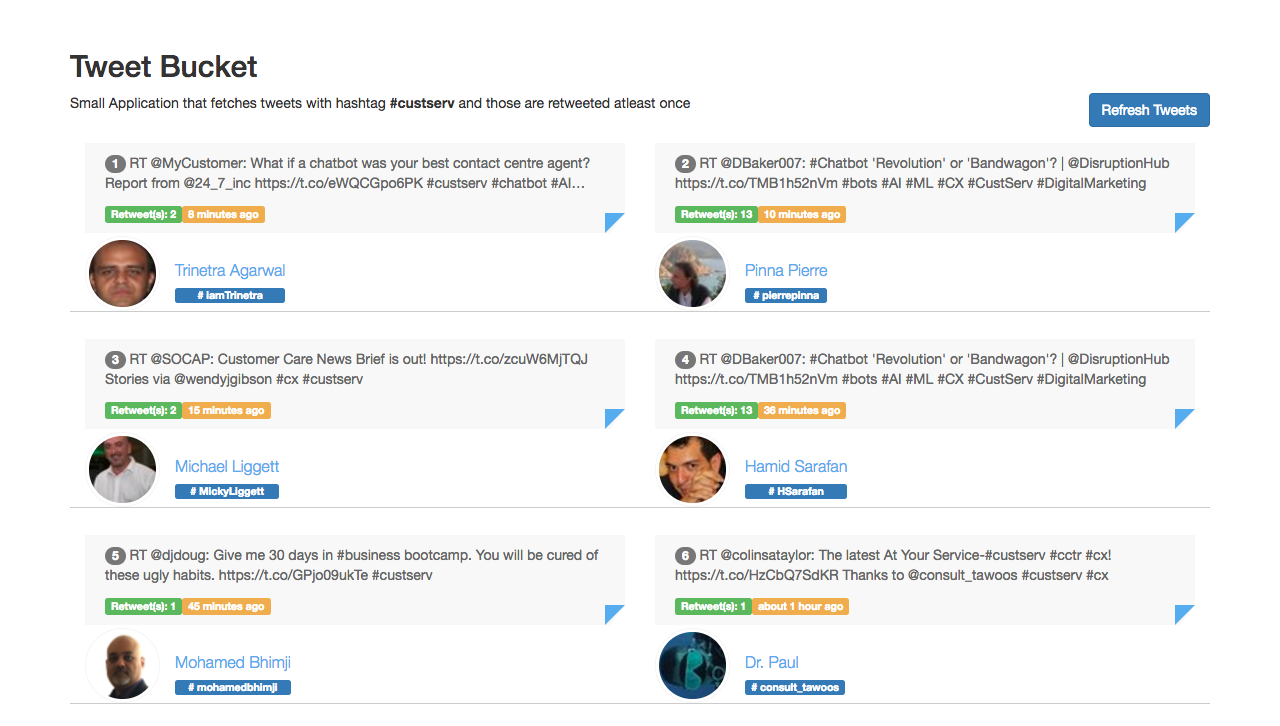 Tweet Bucket
Small Application that fetches tweets with hashtag #custserv and those are retweeted atleast once
Refresh Tweets
1 RT @MyCustomer: What if a chatbot was your best contact centre agent?
Report from @24_7_inc https://t.co/eWQCGpo6PK #custserv #chatbot #AI…
Retweet(s): 2 8 minutes ago
Trinetra Agarwal
# iamTrinetra
2 RT @DBaker007: #Chatbot 'Revolution' or 'Bandwagon'? | @DisruptionHub
https://t.co/TMB1h52nVm #bots #AI #ML #CX #CustServ #DigitalMarketing
Retweet(s): 13 10 minutes ago
Pinna Pierre
# pierrepinna
3 RT @SOCAP: Customer Care News Brief is out! https://t.co/zcuW6MjTQJ
Stories via @wendyjgibson #cx #custserv
Retweet(s): 2 15 minutes ago
Michael Liggett
# MickyLiggett
4 RT @DBaker007: #Chatbot 'Revolution' or 'Bandwagon'? | @DisruptionHub
https://t.co/TMB1h52nVm #bots #AI #ML #CX #CustServ #DigitalMarketing
Retweet(s): 13 36 minutes ago
Hamid Sarafan
# HSarafan
5 RT @djdoug: Give me 30 days in #business bootcamp. You will be cured of
these ugly habits. https://t.co/GPjo09ukTe #custserv
Retweet(s): 1 45 minutes ago
Mohamed Bhimji
# mohamedbhimji
6 RT @colinsataylor: The latest At Your Service-#custserv #cctr #cx!
https://t.co/HzCbQ7SdKR Thanks to @consult_tawoos #custserv #cx
Retweet(s): 1 about 1 hour ago
Dr. Paul
# consult_tawoos